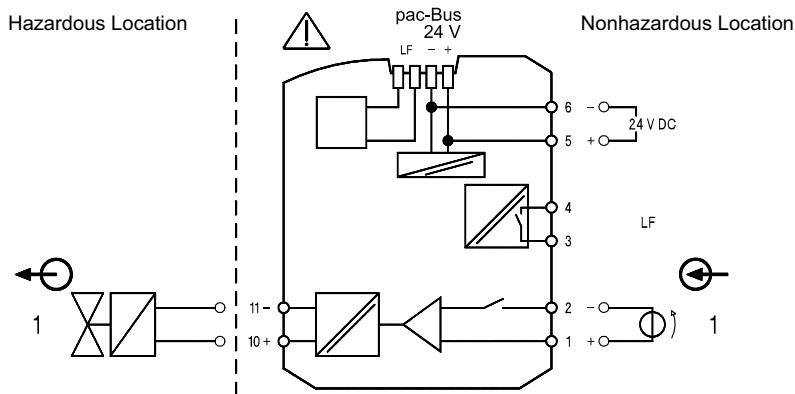 Hazardous Location
pac-Bus
Nonhazardous Location
24 V
LF – +
6 –
24 V DC
5 +
4
LF
3
11 –
2 –
1
1
10 +
1 +